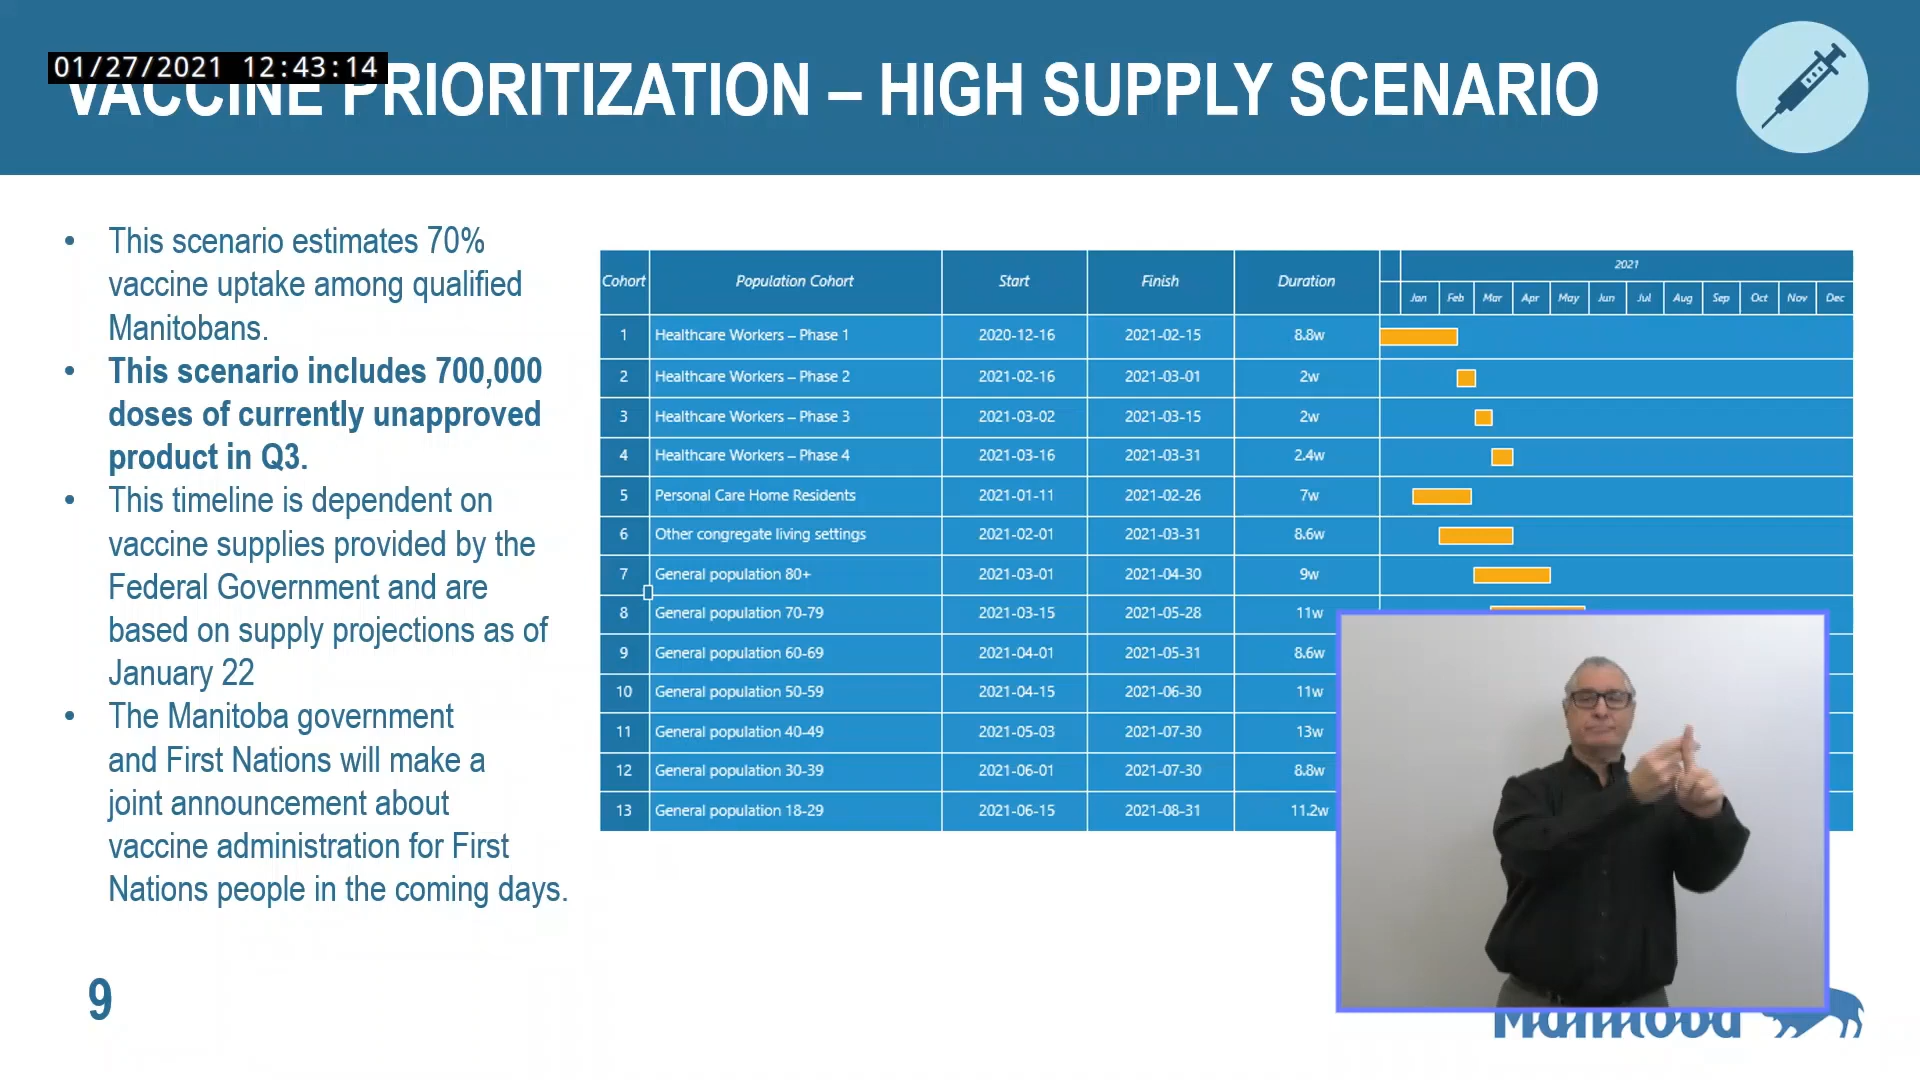 01/27/2021 12:43:14
VACCINE PRIORITIZATION – HIGH SUPPLY SCENARIO
• This scenario estimates 70%
vaccine uptake among qualified
Manitobans.
• This scenario includes 700,000
doses of currently unapproved
product in Q3.
• This timeline is dependent on
vaccine supplies provided by the
Federal Government and are
based on supply projections as of
January 22
• The Manitoba government
and First Nations will make a
joint announcement about
vaccine administration for First
Nations people in the coming days.
9
Cohort Population Cohort Start Finish Duration 2021
Jan Feb Mar Apr May Jun Jul Aug Sep Oct Nov Dec
1 Healthcare Workers – Phase 1 2020-12-16 2021-02-15 8.8w
2 Healthcare Workers – Phase 2 2021-02-16 2021-03-01 2w
3 Healthcare Workers – Phase 3 2021-03-02 2021-03-15 2w
4 Healthcare Workers – Phase 4 2021-03-16 2021-03-31 2.4w
5 Personal Care Home Residents 2021-01-11 2021-02-26 7w
6 Other congregate living settings 2021-02-01 2021-03-31 8.6w
7 General population 80+ 2021-03-01 2021-04-30 9w
8 General population 70-79 2021-03-15 2021-05-28 11w
9 General population 60-69 2021-04-01 2021-05-31 8.6w
10 General population 50-59 2021-04-15 2021-06-30 11w
11 General population 40-49 2021-05-03 2021-07-30 13w
12 General population 30-39 2021-06-01 2021-07-30 8.8w
13 General population 18-29 2021-06-15 2021-08-31 11.2w
Manitoba